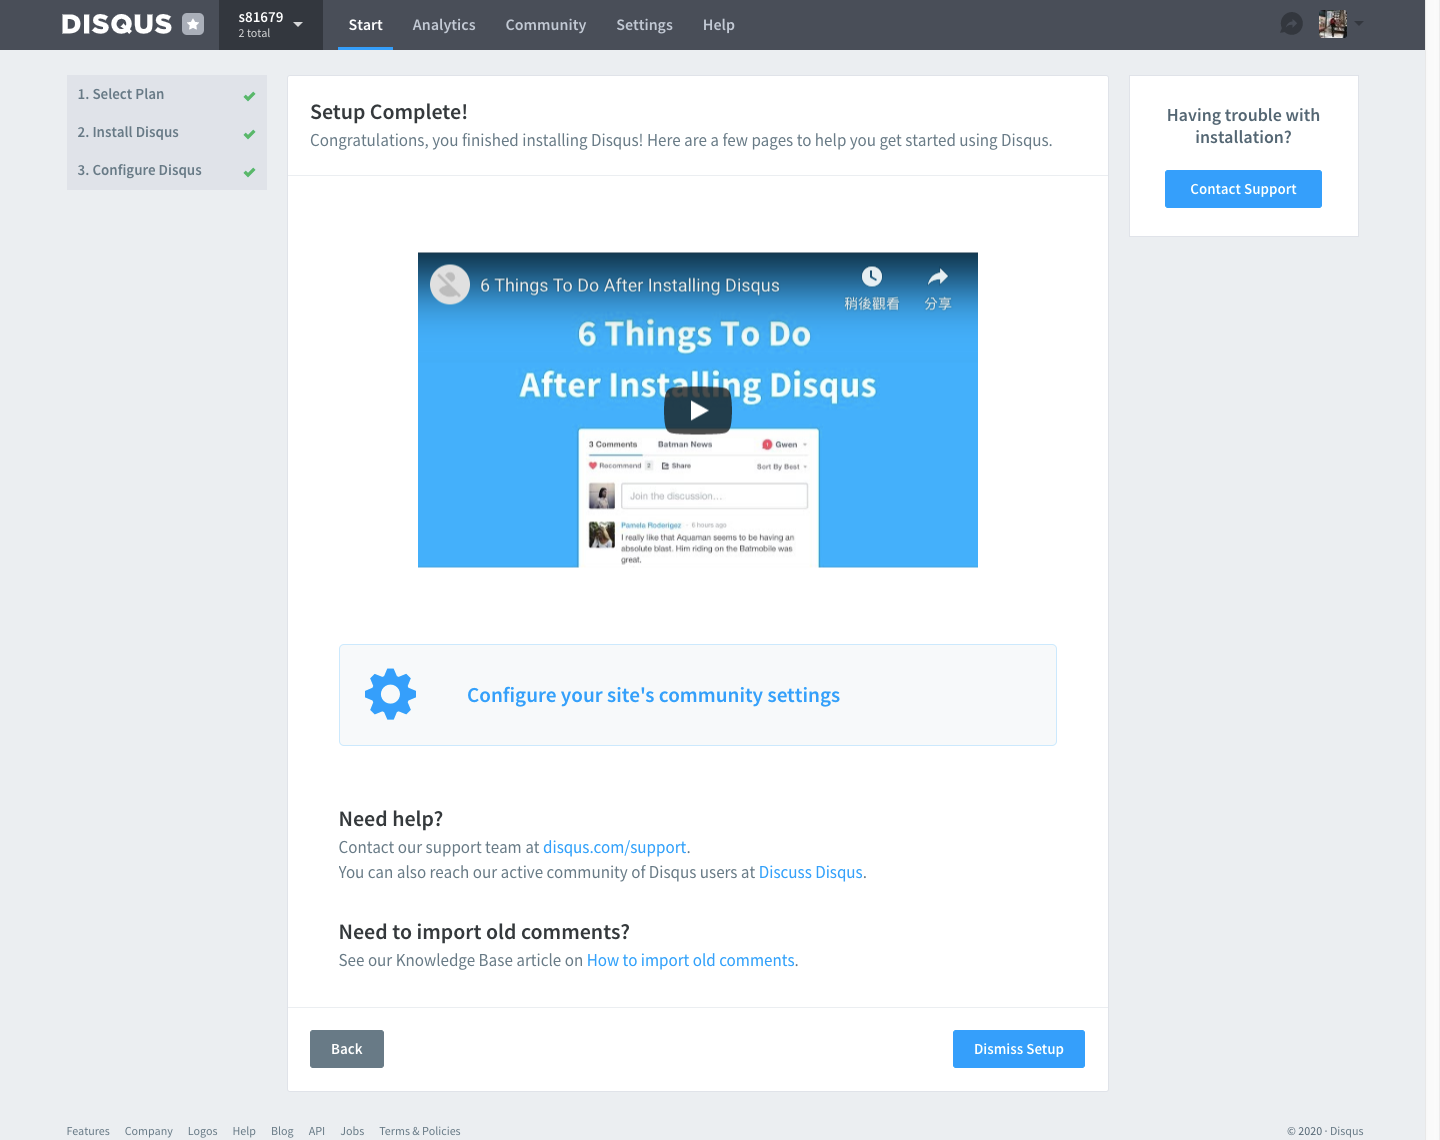 DISQUS
s81679
2 total
Start
Analytics
Community
Settings
Help
1. Select Plan
2. Install Disqus
3. Configure Disqus
Setup Complete!
Congratulations, you finished installing Disqus! Here are a few pages to help you get started using Disqus.
6 Things To Do After Installing Disqus
稍後觀看
分享
6 Things To Do
After Installing Disqus
3 Comments
Batman News
Gwen
Recommend 2
Share
Sort By Best
Join the discussion...
Pamela Roderigez · 6 hours ago
I really like that Aquaman seems to be having an
absolute blast. Him riding on the Batmobile was
great.
Configure your site's community settings
Need help?
Contact our support team at disqus.com/support.
You can also reach our active community of Disqus users at Discuss Disqus.
Need to import old comments?
See our Knowledge Base article on How to import old comments.
Back
Dismiss Setup
Having trouble with
installation?
Contact Support
Features
Company
Logos
Help
Blog
API
Jobs
Terms & Policies
© 2020 · Disqus